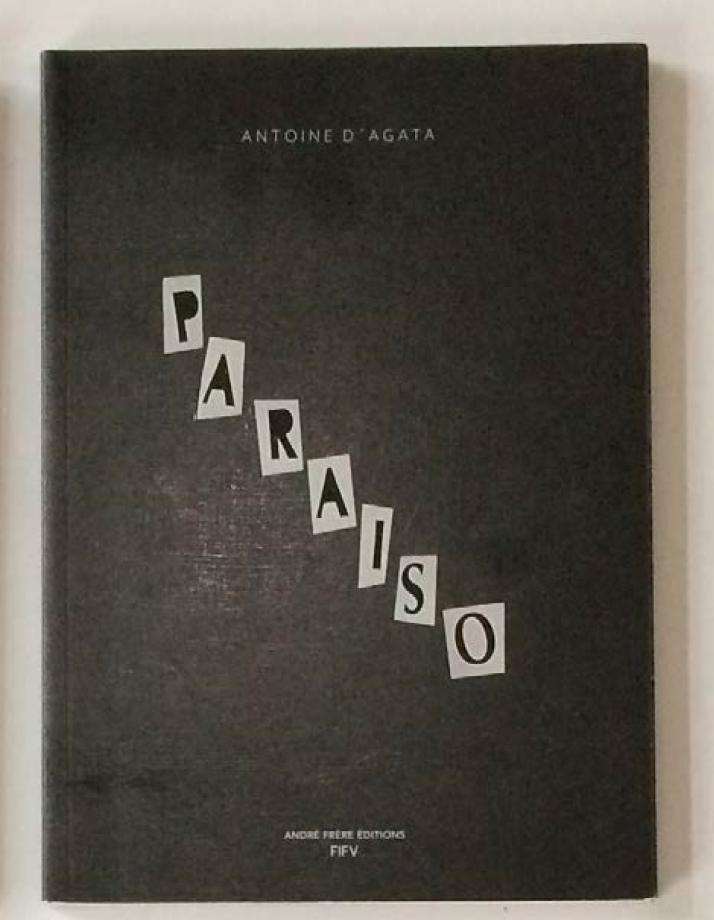 ANTOINE D´AGATA
PARAISO
ANDRÉ FRÈRE ÉDITIONS
FIFV